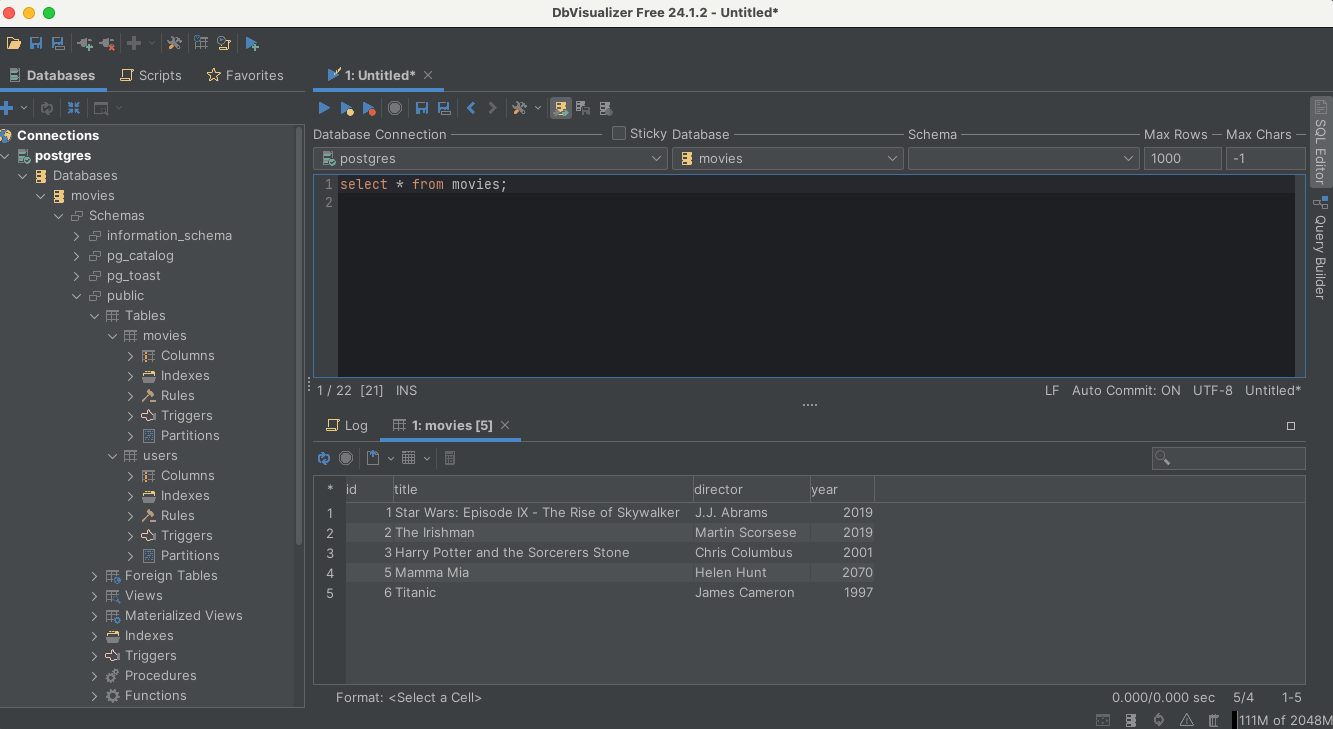 DbVisualizer Free 24.1.2 - Untitled*
Databases Scripts Favorites 1: Untitled*
Connections
postgres
Databases
movies
Schemas
information_schema
pg_catalog
pg_toast
public
Tables
movies
Columns
Indexes
Rules
Triggers
Partitions
users
Columns
Indexes
Rules
Triggers
Partitions
Foreign Tables
Views
Materialized Views
Indexes
Triggers
Procedures
Functions
Database Connection Sticky Database Schema Max Rows Max Chars
postgres movies 1000 -1
1 select * from movies;
2
SQL Editor
Query Builder
1 / 22 [21] INS LF Auto Commit: ON UTF-8 Untitled*
Log 1: movies [5]
* id title director year
1 1 Star Wars: Episode IX - The Rise of Skywalker J.J. Abrams 2019
2 2 The Irishman Martin Scorsese 2019
3 3 Harry Potter and the Sorcerers Stone Chris Columbus 2001
4 5 Mamma Mia Helen Hunt 2070
5 6 Titanic James Cameron 1997
Format: <Select a Cell> 0.000/0.000 sec 5/4 1-5
111M of 2048M